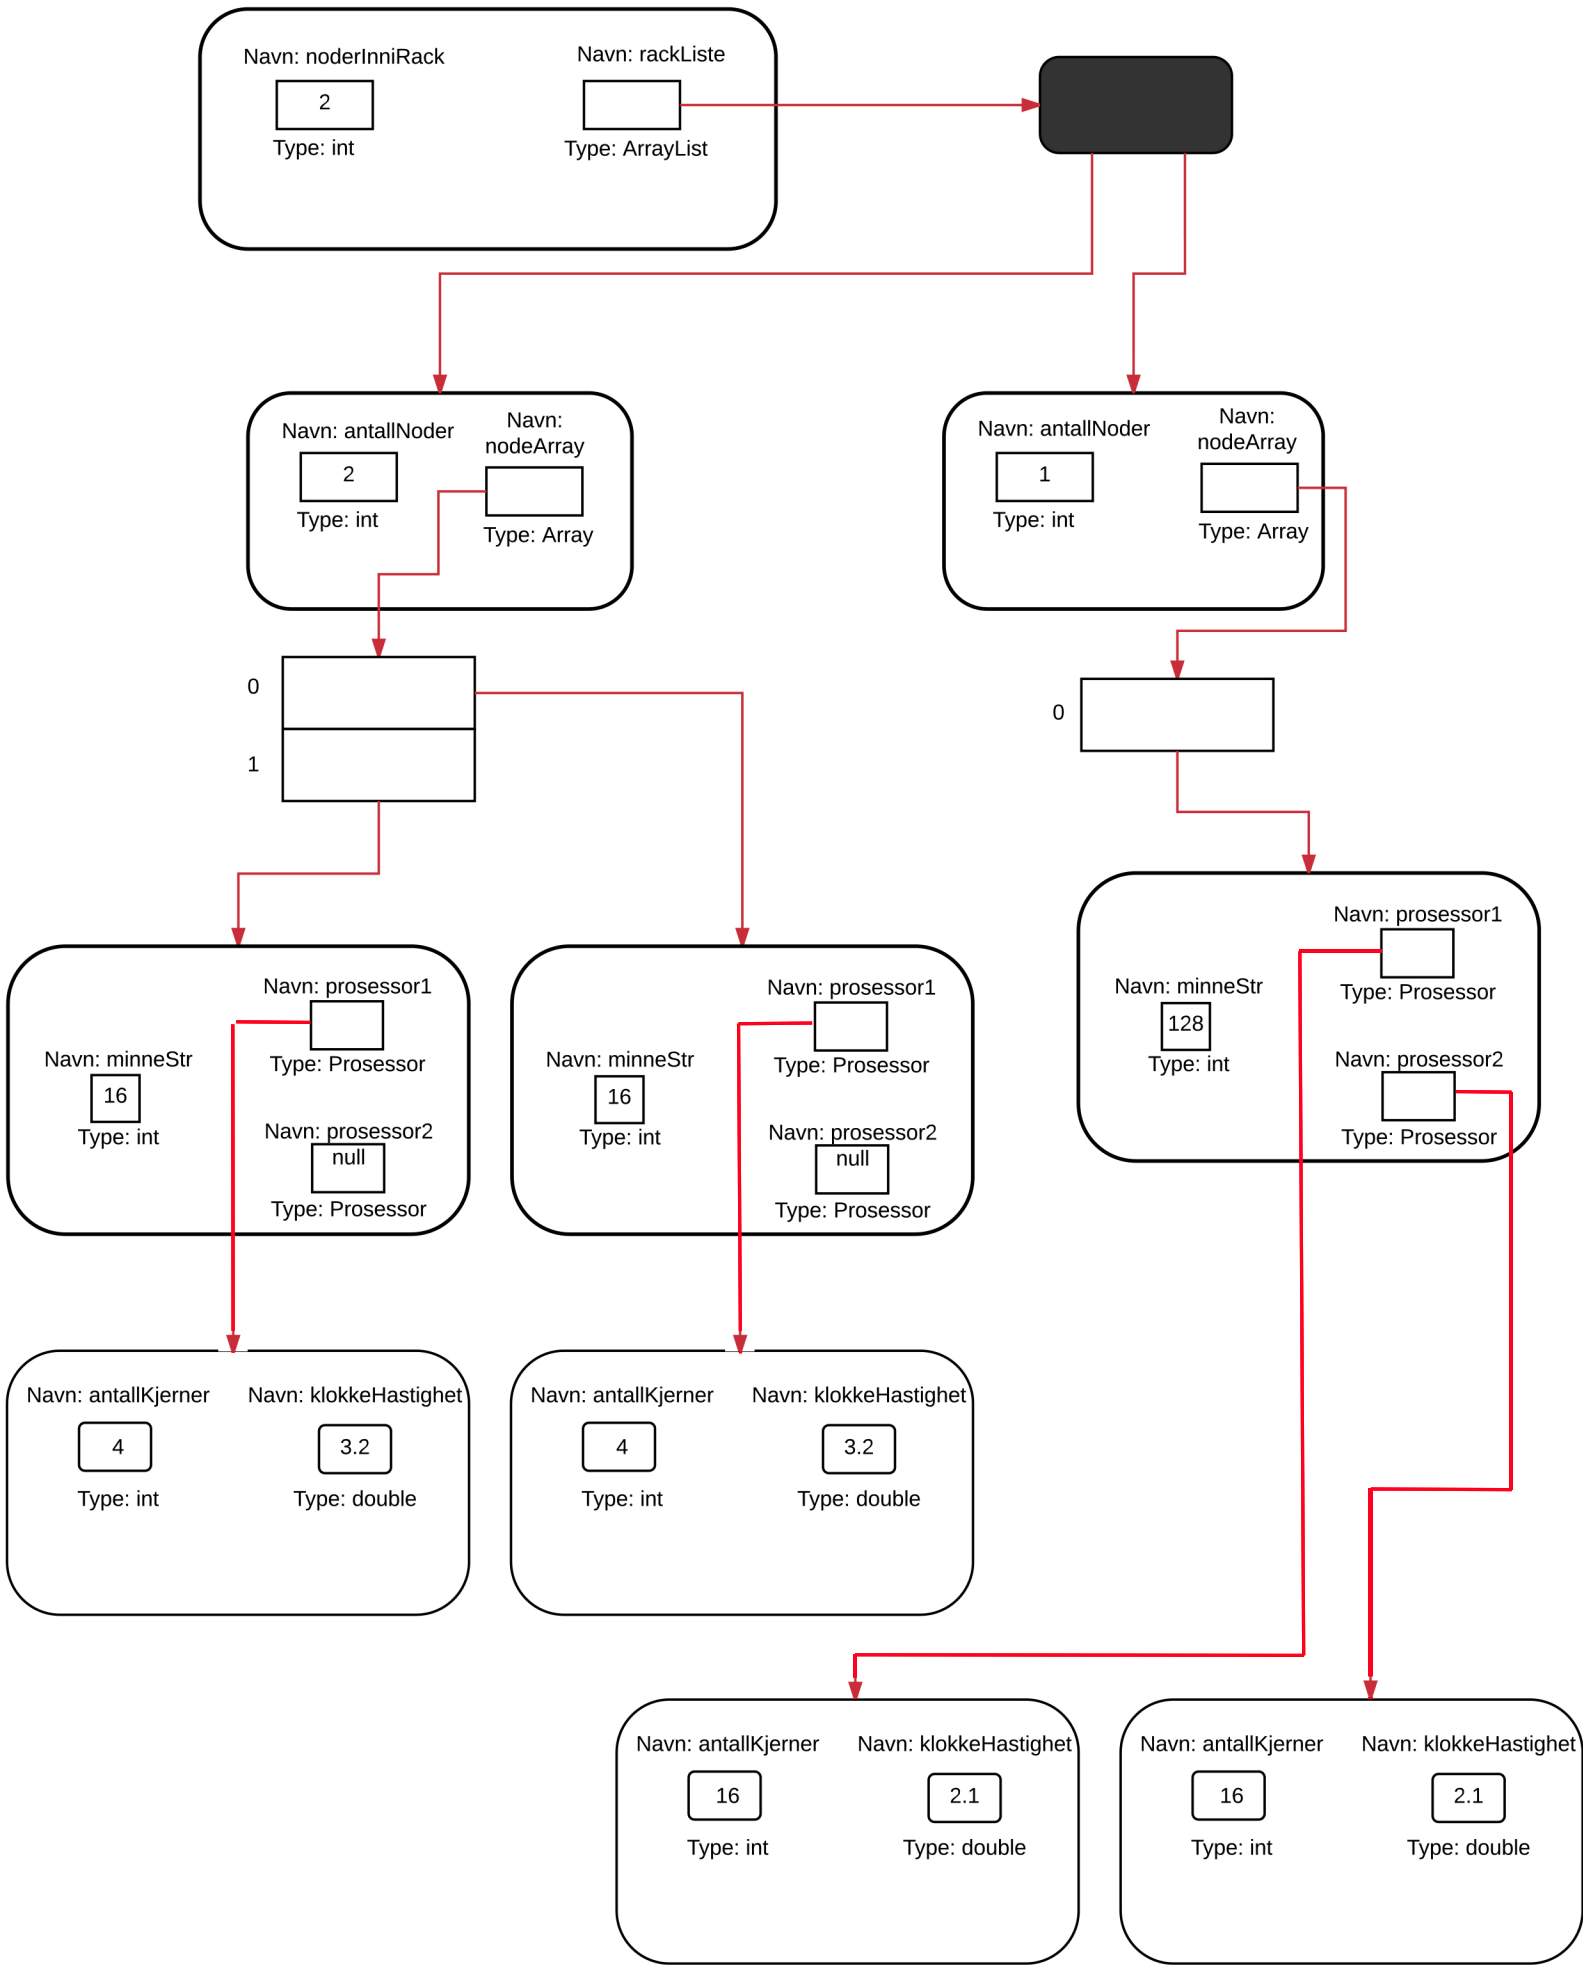 Navn: noderInniRack
2
Type: int
Navn: rackListe
Type: ArrayList
Navn: antallNoder
2
Type: int
Navn:
nodeArray
Type: Array
Navn: antallNoder
1
Type: int
Navn:
nodeArray
Type: Array
0
1
0
Navn: minneStr
16
Type: int
Navn: prosessor1
Type: Prosessor
Navn: prosessor2
null
Type: Prosessor
Navn: minneStr
16
Type: int
Navn: prosessor1
Type: Prosessor
Navn: prosessor2
null
Type: Prosessor
Navn: minneStr
128
Type: int
Navn: prosessor1
Type: Prosessor
Navn: prosessor2
Type: Prosessor
Navn: antallKjerner
4
Type: int
Navn: klokkeHastighet
3.2
Type: double
Navn: antallKjerner
4
Type: int
Navn: klokkeHastighet
3.2
Type: double
Navn: antallKjerner
16
Type: int
Navn: klokkeHastighet
2.1
Type: double
Navn: antallKjerner
16
Type: int
Navn: klokkeHastighet
2.1
Type: double